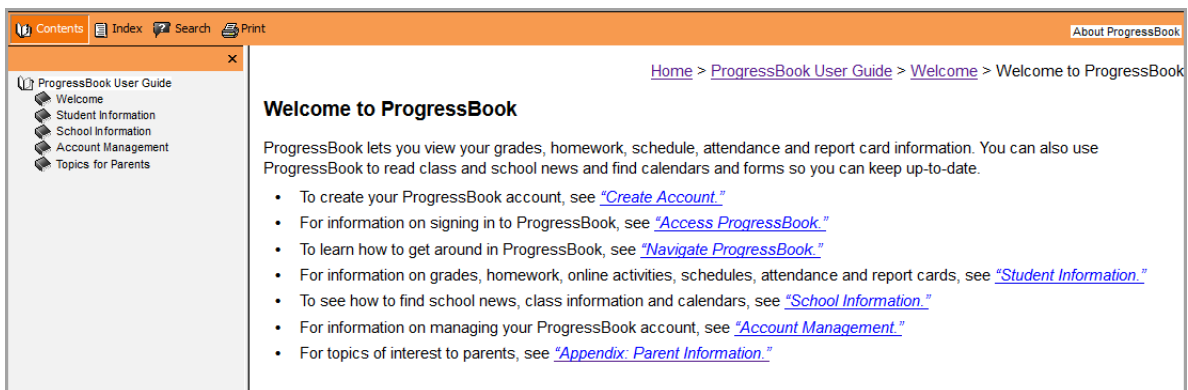 Contents Index Search Print
About ProgressBook
×
ProgressBook User Guide
Welcome
Student Information
School Information
Account Management
Topics for Parents
Home > ProgressBook User Guide > Welcome > Welcome to ProgressBook
Welcome to ProgressBook
ProgressBook lets you view your grades, homework, schedule, attendance and report card information. You can also use
ProgressBook to read class and school news and find calendars and forms so you can keep up-to-date.
• To create your ProgressBook account, see “Create Account.”
• For information on signing in to ProgressBook, see “Access ProgressBook.”
• To learn how to get around in ProgressBook, see “Navigate ProgressBook.”
• For information on grades, homework, online activities, schedules, attendance and report cards, see “Student Information.”
• To see how to find school news, class information and calendars, see “School Information.”
• For information on managing your ProgressBook account, see “Account Management.”
• For topics of interest to parents, see “Appendix: Parent Information.”